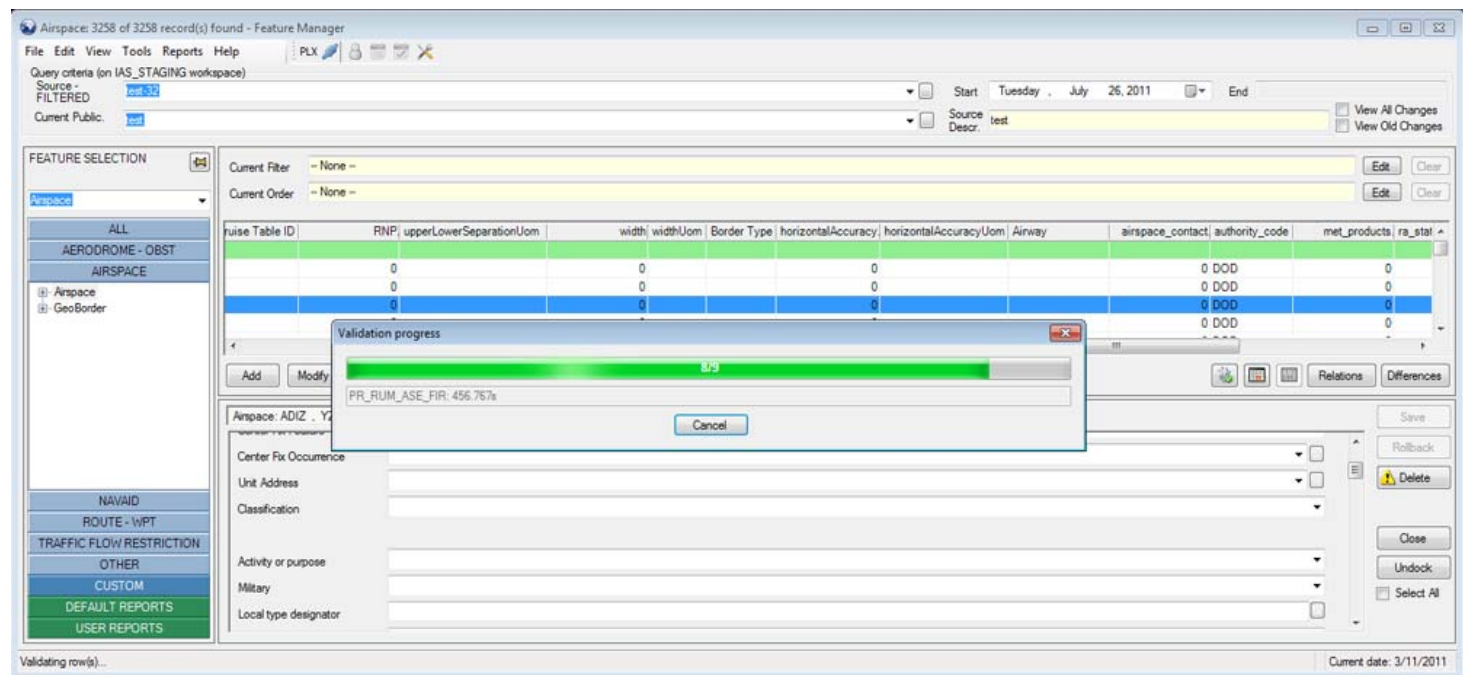 Airspace: 3258 of 3258 record(s) found - Feature Manager
File Edit View Tools Reports Help PLX
Query criteria (on IAS_STAGING workspace)
Source - FILTERED test-32 Start Tuesday , July 26, 2011 End
Current Public. test Source Descr. test
View All Changes
View Old Changes
FEATURE SELECTION
Airspace
ALL
AERODROME - OBST
AIRSPACE
Airspace
GeoBorder
NAVAID
ROUTE - WPT
TRAFFIC FLOW RESTRICTION
OTHER
CUSTOM
DEFAULT REPORTS
USER REPORTS
Current Filter -- None -- Edit Clear
Current Order -- None -- Edit Clear
ruise Table ID RNP upperLowerSeparationUom width widthUom Border Type horizontalAccuracy horizontalAccuracyUom Airway airspace_contact authority_code met_products ra_stat
0 0 0 0 DOD 0
0 0 0 0 DOD 0
0 0 0 0 DOD 0
0 DOD 0
Add Modify Relations Differences
Validation progress
8/9
PR_RUM_ASE_FIR: 456.767s
Cancel
Airspace: ADIZ , YZ
Center Fix Occurrence
Unit Address
Classification
Activity or purpose
Military
Local type designator
Save
Rollback
Delete
Close
Undock
Select All
Validating row(s)... Current date: 3/11/2011